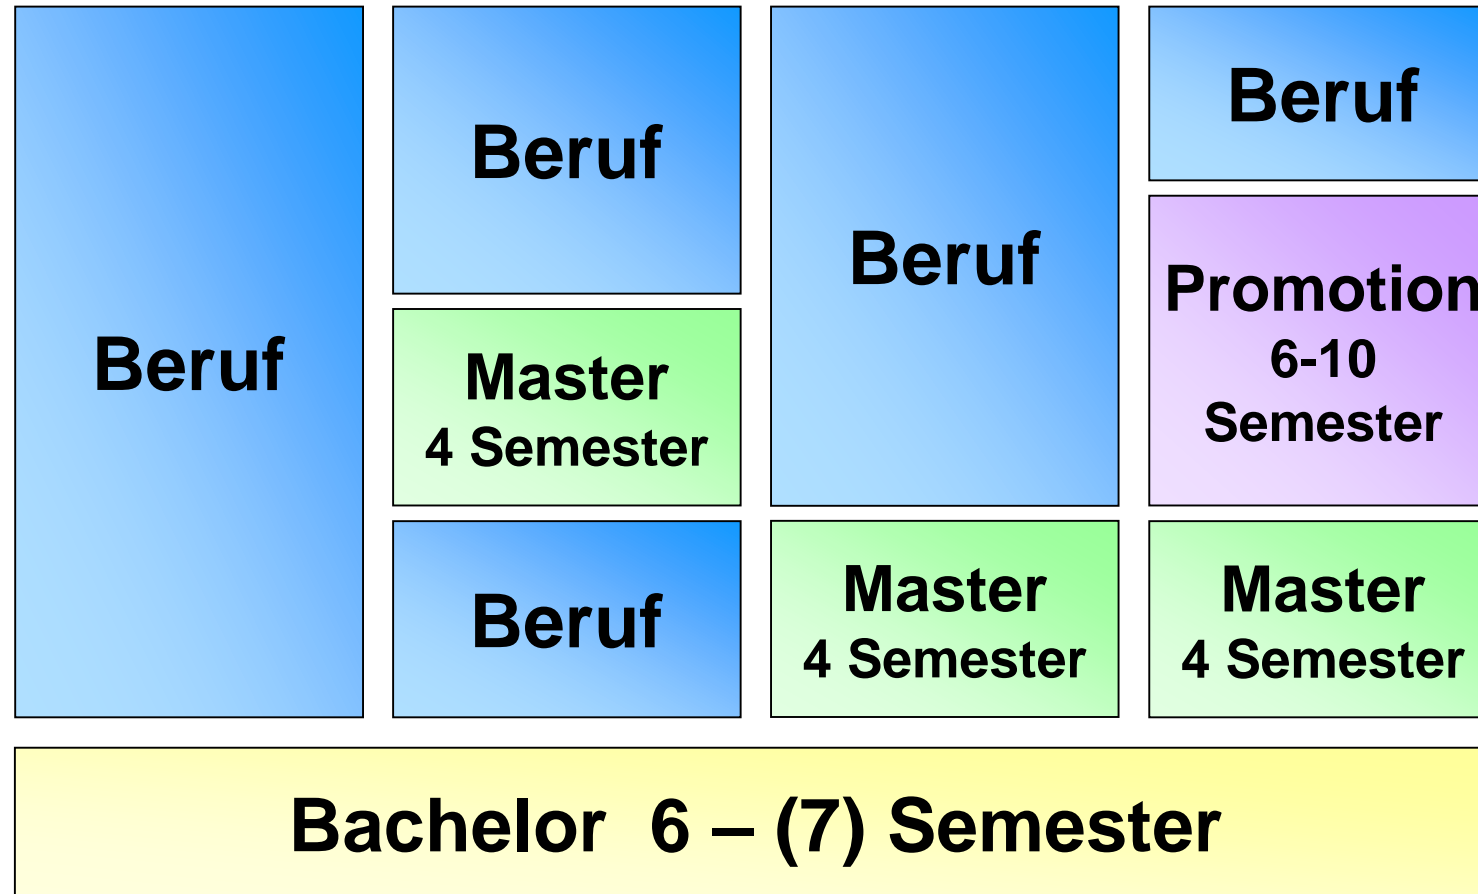 Beruf
Beruf
Master
4 Semester
Beruf
Beruf
Master
4 Semester
Beruf
Promotion
6-10
Semester
Master
4 Semester
Bachelor 6 – (7) Semester